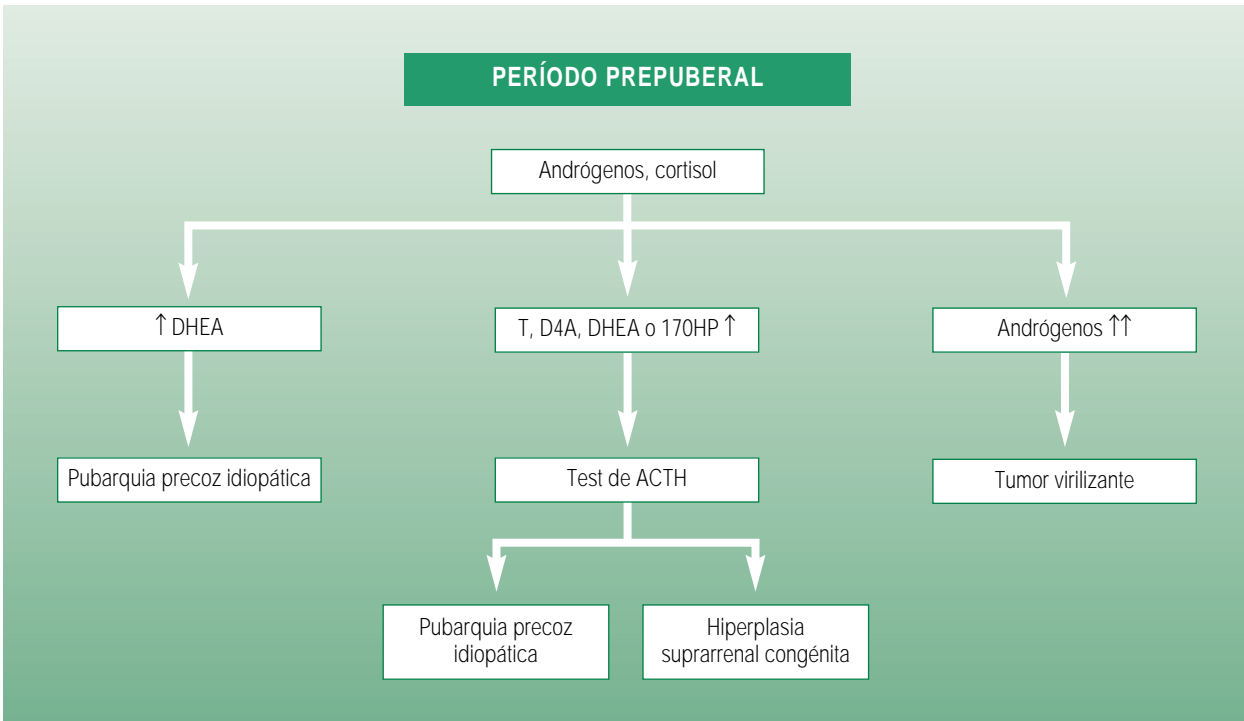 PERÍODO PREPUBERAL
Andrógenos, cortisol
↑ DHEA
T, D4A, DHEA o 170HP ↑
Andrógenos ↑↑
Pubarquia precoz idiopática
Test de ACTH
Tumor virilizante
Pubarquia precoz
idiopática
Hiperplasia
suprarrenal congénita